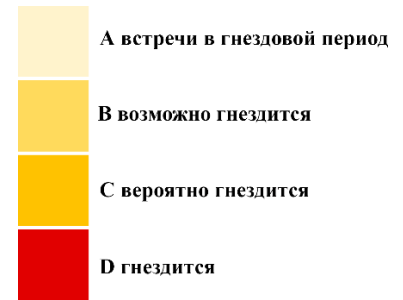 А встречи в гнездовой период
В возможно гнездится
С вероятно гнездится
D гнездится